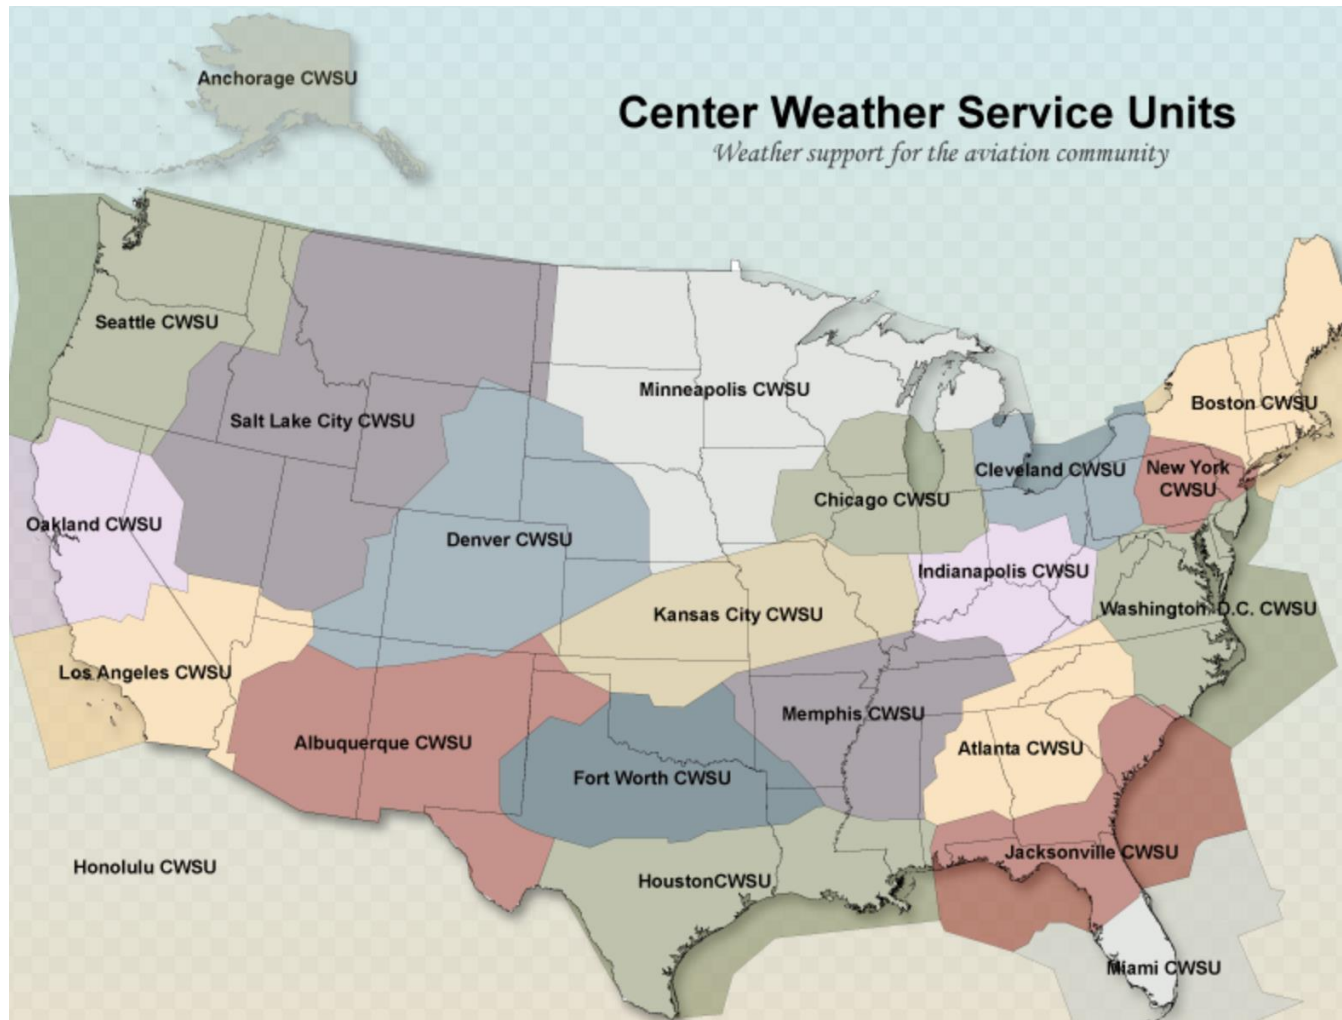 Anchorage CWSU
Center Weather Service Units
Weather support for the aviation community
Seattle CWSU
Minneapolis CWSU
Boston CWSU
Salt Lake City CWSU
Cleveland CWSU
New York
CWSU
Chicago CWSU
Oakland CWSU
Denver CWSU
Indianapolis CWSU
Washington, D.C. CWSU
Kansas City CWSU
Los Angeles CWSU
Memphis CWSU
Albuquerque CWSU
Atlanta CWSU
Fort Worth CWSU
Jacksonville CWSU
Honolulu CWSU
HoustonCWSU
Miami CWSU